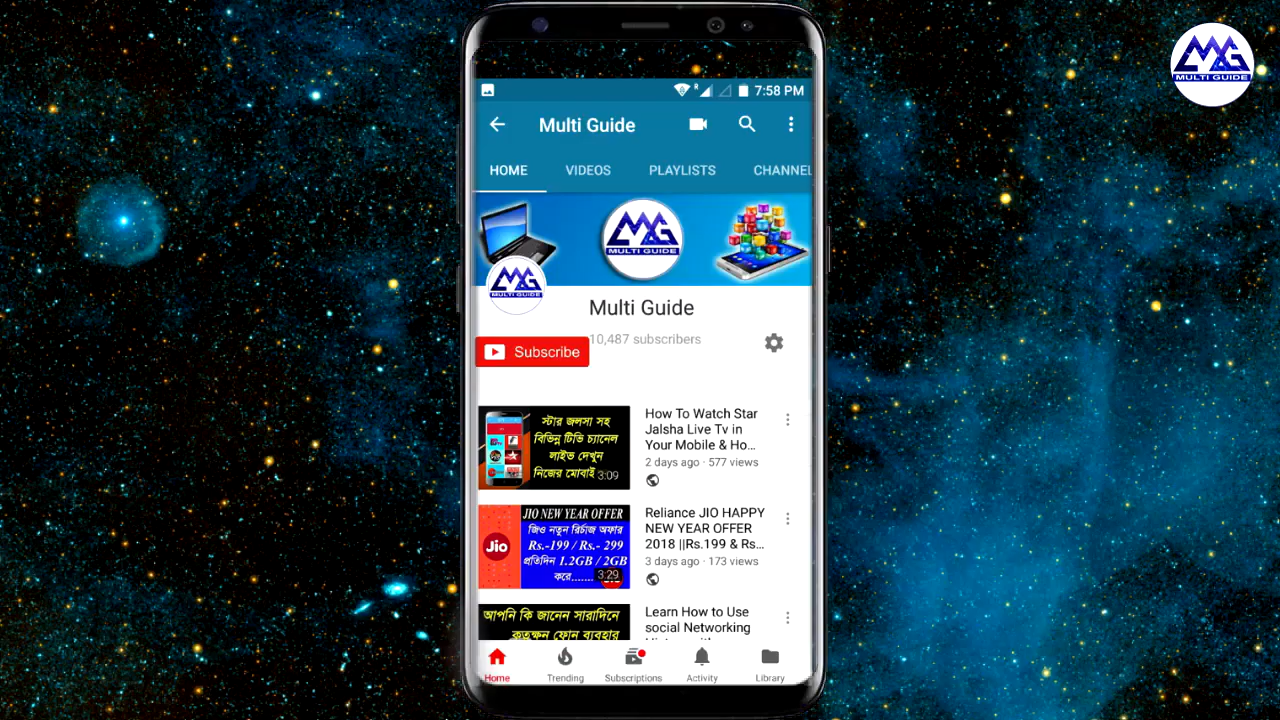 MULTI GUIDE
R 7:58 PM
Multi Guide
HOME VIDEOS PLAYLISTS CHANNEL
MULTI GUIDE
MULTI GUIDE
Multi Guide
10,487 subscribers
Subscribe
স্টার জলসা সহ
বিভিন্ন টিভি চ্যানেল
লাইভ দেখুন
নিজের মোবাই
3:09
How To Watch Star
Jalsha Live Tv in
Your Mobile & Ho...
2 days ago · 577 views
JIO NEW YEAR OFFER
জিও নতুন রির্চাজ অফার
Rs.-199 / Rs.- 299
প্রতিদিন 1.2GB / 2GB
করে.......
Jio
3:29
Reliance JIO HAPPY
NEW YEAR OFFER
2018 ||Rs.199 & Rs...
3 days ago · 173 views
আপনি কি জানেন সারাদিনে
কতক্ষন ফোন ব্যবহার
Learn How to Use
social Networking
Home Trending Subscriptions Activity Library